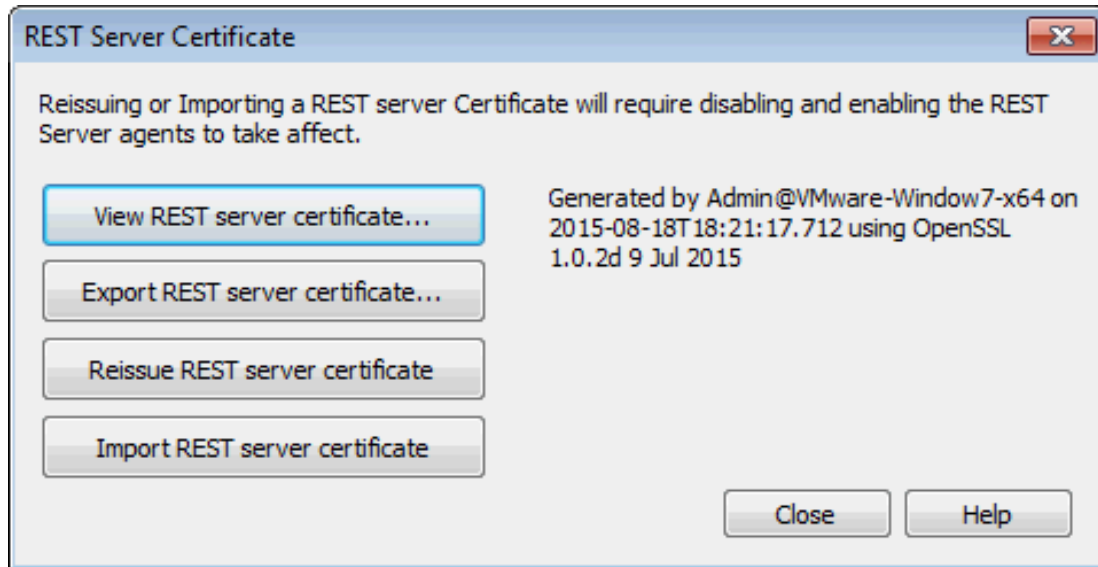 REST Server Certificate
Reissuing or Importing a REST server Certificate will require disabling and enabling the REST
Server agents to take affect.
View REST server certificate...
Generated by Admin@VMware-Window7-x64 on
2015-08-18T18:21:17.712 using OpenSSL
1.0.2d 9 Jul 2015
Export REST server certificate...
Reissue REST server certificate
Import REST server certificate
Close
Help